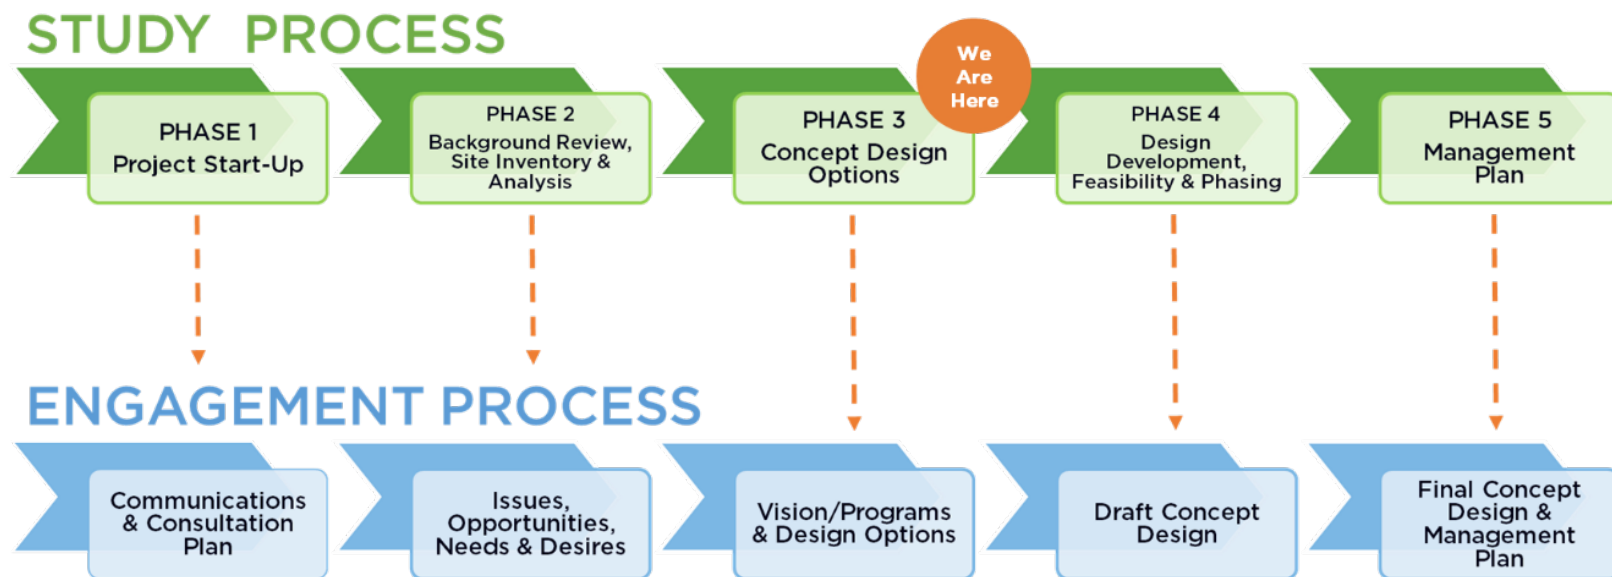 STUDY PROCESS
We
Are
Here
PHASE 1
Project Start-Up
PHASE 2
Background Review,
Site Inventory &
Analysis
PHASE 3
Concept Design
Options
PHASE 4
Design
Development,
Feasibility & Phasing
PHASE 5
Management
Plan
ENGAGEMENT PROCESS
Communications
& Consultation
Plan
Issues,
Opportunities,
Needs & Desires
Vision/Programs
& Design Options
Draft Concept
Design
Final Concept
Design &
Management
Plan